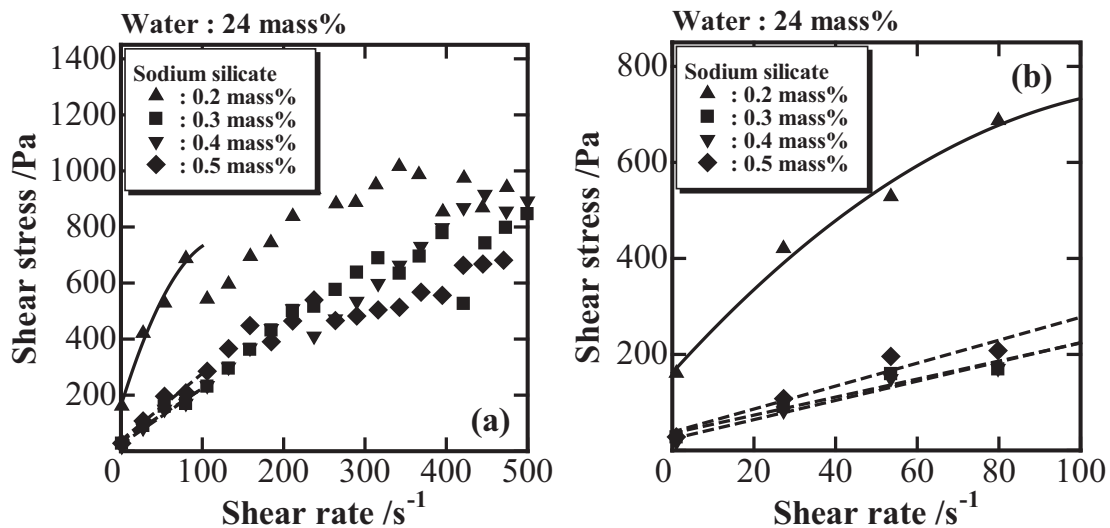 Water : 24 mass%
1400
1200
1000
800
600
400
200
0
100
200
300
400
500
Shear stress /Pa
Shear rate /s-1
Sodium silicate
: 0.2 mass%
: 0.3 mass%
: 0.4 mass%
: 0.5 mass%
(a)
Water : 24 mass%
800
600
400
200
0
20
40
60
80
100
Shear stress /Pa
Shear rate /s-1
Sodium silicate
: 0.2 mass%
: 0.3 mass%
: 0.4 mass%
: 0.5 mass%
(b)